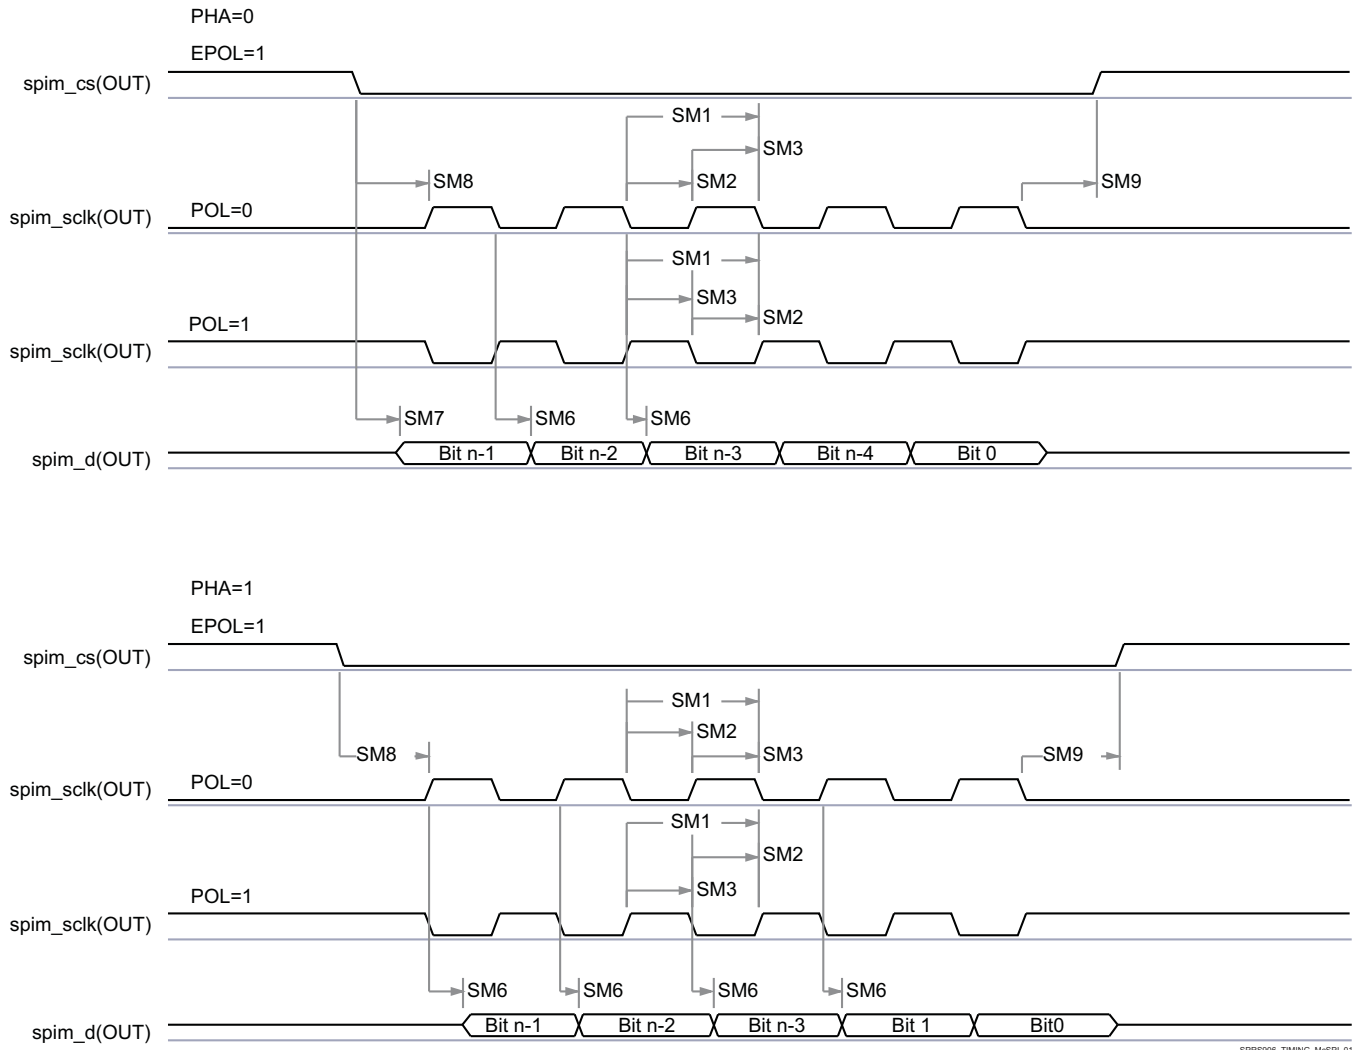 PHA=0
EPOL=1
spim_cs(OUT)
SM1
SM3
SM8
SM2
SM9
POL=0
spim_sclk(OUT)
SM1
SM3
SM2
POL=1
spim_sclk(OUT)
SM7
SM6
SM6
spim_d(OUT)
Bit n-1
Bit n-2
Bit n-3
Bit n-4
Bit 0
PHA=1
EPOL=1
spim_cs(OUT)
SM1
SM2
SM8
SM3
SM9
POL=0
spim_sclk(OUT)
SM1
SM2
SM3
POL=1
spim_sclk(OUT)
SM6
SM6
SM6
SM6
spim_d(OUT)
Bit n-1
Bit n-2
Bit n-3
Bit 1
Bit0